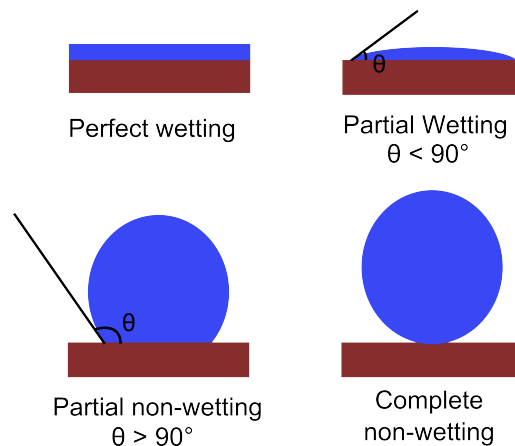 θ
Perfect wetting
Partial Wetting
θ < 90°
θ
Partial non-wetting
θ > 90°
Complete
non-wetting